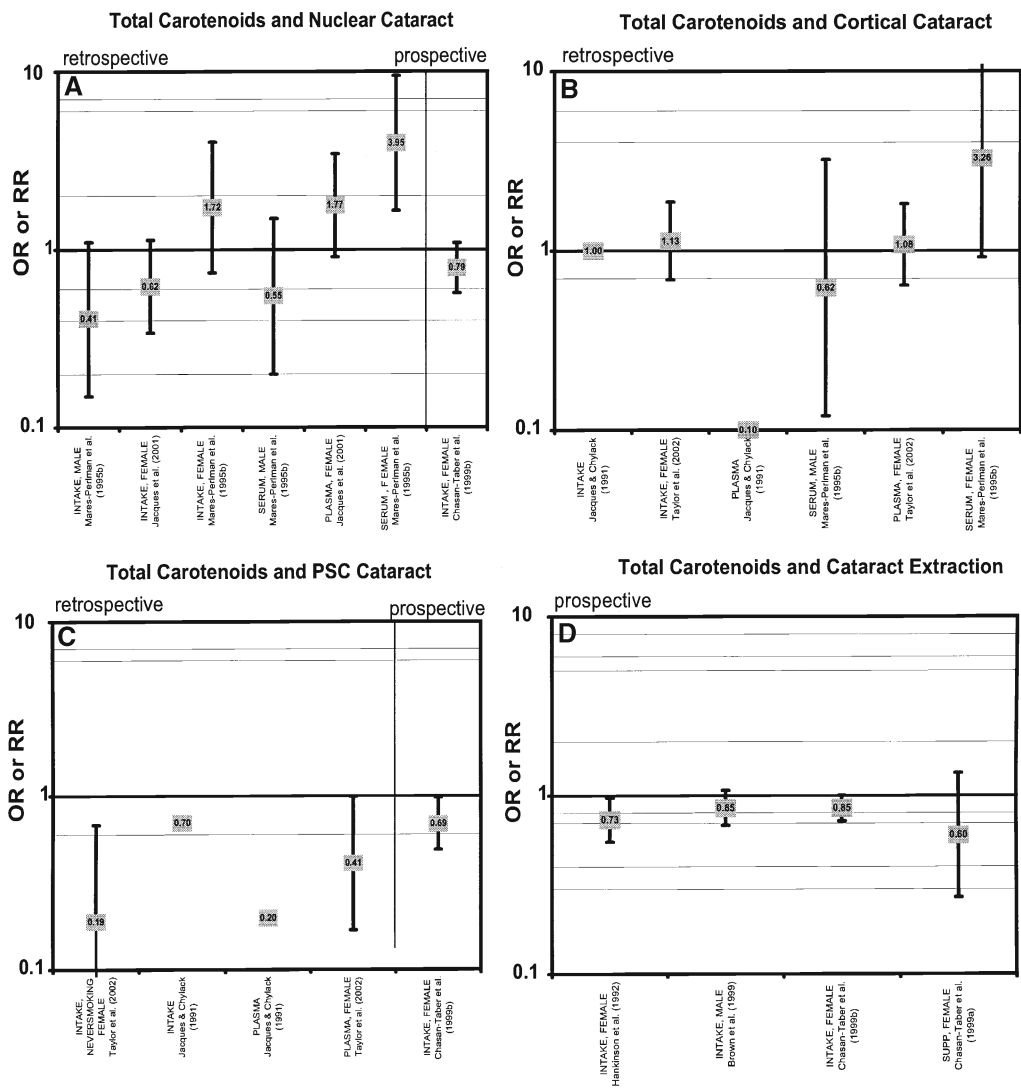 Total Carotenoids and Nuclear Cataract
retrospective
prospective
A
10
1
0.1
OR or RR
0.41
0.62
1.72
0.55
1.77
3.95
0.79
INTAKE, MALE
Mares-Perlman et al.
(1995b)
INTAKE, FEMALE
Jacques et al. (2001)
INTAKE, FEMALE
Mares-Perlman et al.
(1995b)
SERUM, MALE
Mares-Perlman et al.
(1995b)
PLASMA, FEMALE
Jacques et al. (2001)
SERUM , FEMALE
Mares-Perlman et al.
(1995b)
INTAKE, FEMALE
Chasan-Taber et al.
(1999b)
Total Carotenoids and Cortical Cataract
retrospective
B
10
1
0.1
OR or RR
1.00
1.13
0.10
0.62
1.08
3.26
INTAKE
Jacques & Chylack
(1991)
INTAKE, FEMALE
Taylor et al. (2002)
PLASMA
Jacques & Chylack
(1991)
SERUM, MALE
Mares-Perlman et al.
(1995b)
PLASMA, FEMALE
Taylor et al. (2002)
SERUM, FEMALE
Mares-Perlman et al.
(1995b)
Total Carotenoids and PSC Cataract
retrospective
prospective
C
10
1
0.1
OR or RR
0.19
0.70
0.20
0.41
0.69
INTAKE,
NEVERSMOKING
FEMALE
Taylor et al. (2002)
INTAKE
Jacques & Chylack
(1991)
PLASMA
Jacques & Chylack
(1991)
PLASMA, FEMALE
Taylor et al. (2002)
INTAKE, FEMALE
Chasan-Taber et al.
(1999b)
Total Carotenoids and Cataract Extraction
prospective
D
10
1
0.1
OR or RR
0.73
0.85
0.85
0.60
INTAKE, FEMALE
Hankinson et al. (1992)
INTAKE, MALE
Brown et al. (1999)
INTAKE, FEMALE
Chasan-Taber et al.
(1999b)
SUPP, FEMALE
Chasan-Taber et al.
(1999a)